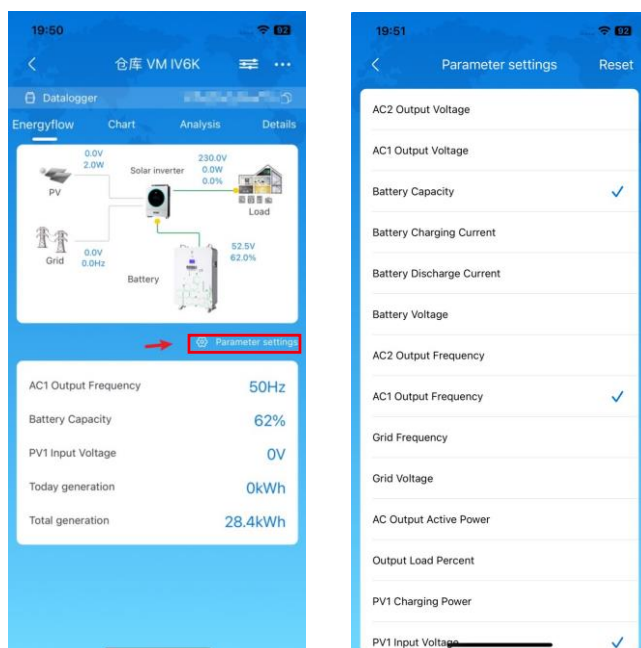 19:50
92
仓库 VM IV6K
Datalogger
Energyflow Chart Analysis Details
0.0V
2.0W
Solar inverter
230.0V
0.0W
0.0%
PV
Load
Grid
0.0V
0.0Hz
Battery
52.5V
62.0%
Parameter settings
AC1 Output Frequency 50Hz
Battery Capacity 62%
PV1 Input Voltage 0V
Today generation 0kWh
Total generation 28.4kWh
19:51
92
Parameter settings Reset
AC2 Output Voltage
AC1 Output Voltage
Battery Capacity
Battery Charging Current
Battery Discharge Current
Battery Voltage
AC2 Output Frequency
AC1 Output Frequency
Grid Frequency
Grid Voltage
AC Output Active Power
Output Load Percent
PV1 Charging Power
PV1 Input Voltage